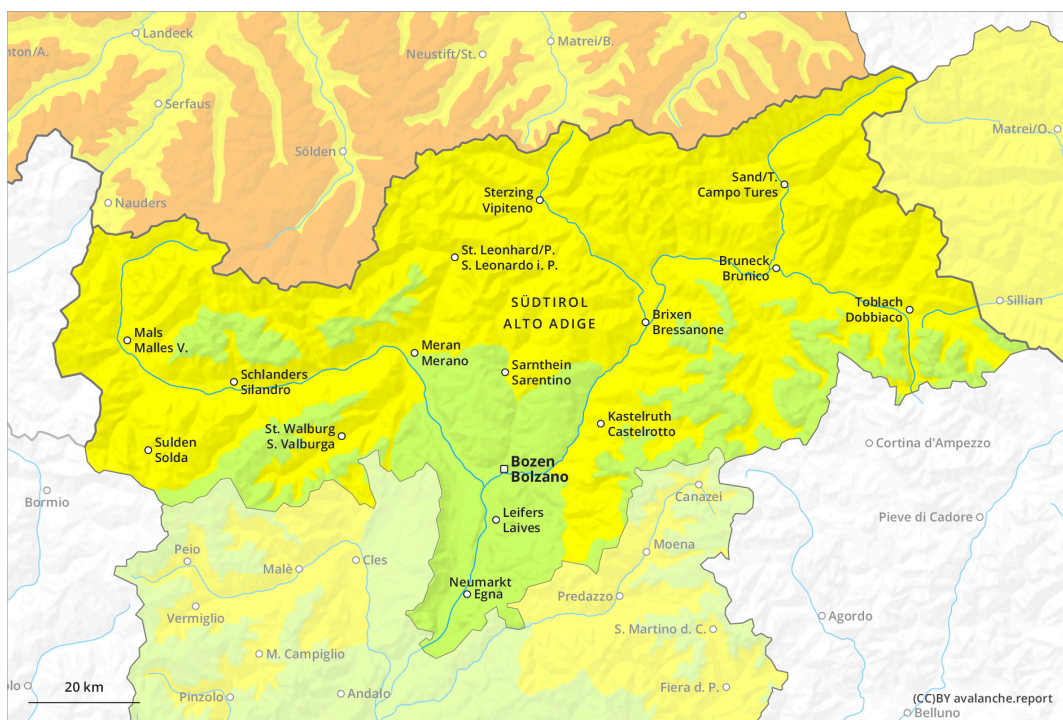 Landeck
nton/A.
Neustift/St.
Matrei/B.
Serfaus
Matrei/O.
Sölden
Sand/T.
Campo Tures
Nauders
Sterzing
Vipiteno
St. Leonhard/P.
S. Leonardo i. P.
Bruneck
Brunico
SÜDTIROL
ALTO ADIGE
Toblach
Dobbiaco
Sillian
Brixen
Bressanone
Mals
Malles V.
Meran
Merano
Sarnthein
Sarentino
Schlanders
Silandro
Kastelruth
Castelrotto
St. Walburg
S. Valburga
Sulden
Solda
Cortina d'Ampezzo
Bozen
Bolzano
Bormio
Canazei
Leifers
Laives
Pieve di Cadore
Peio
Moena
Cles
Malè
Neumarkt
Egna
Predazzo
Vermiglio
Agordo
S. Martino d. C.
M. Campiglio
olo
20 km
Pinzolo
Andalo
Fiera d. P.
(CC)BY avalanche.report
Belluno